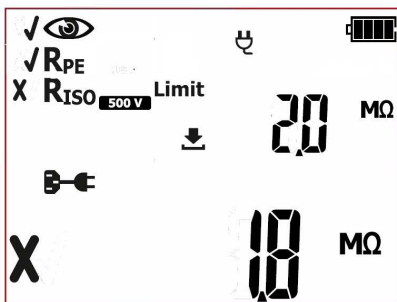 √
√ RPE
X RISO 500 V Limit
2.0 MΩ
X 1.8 MΩ